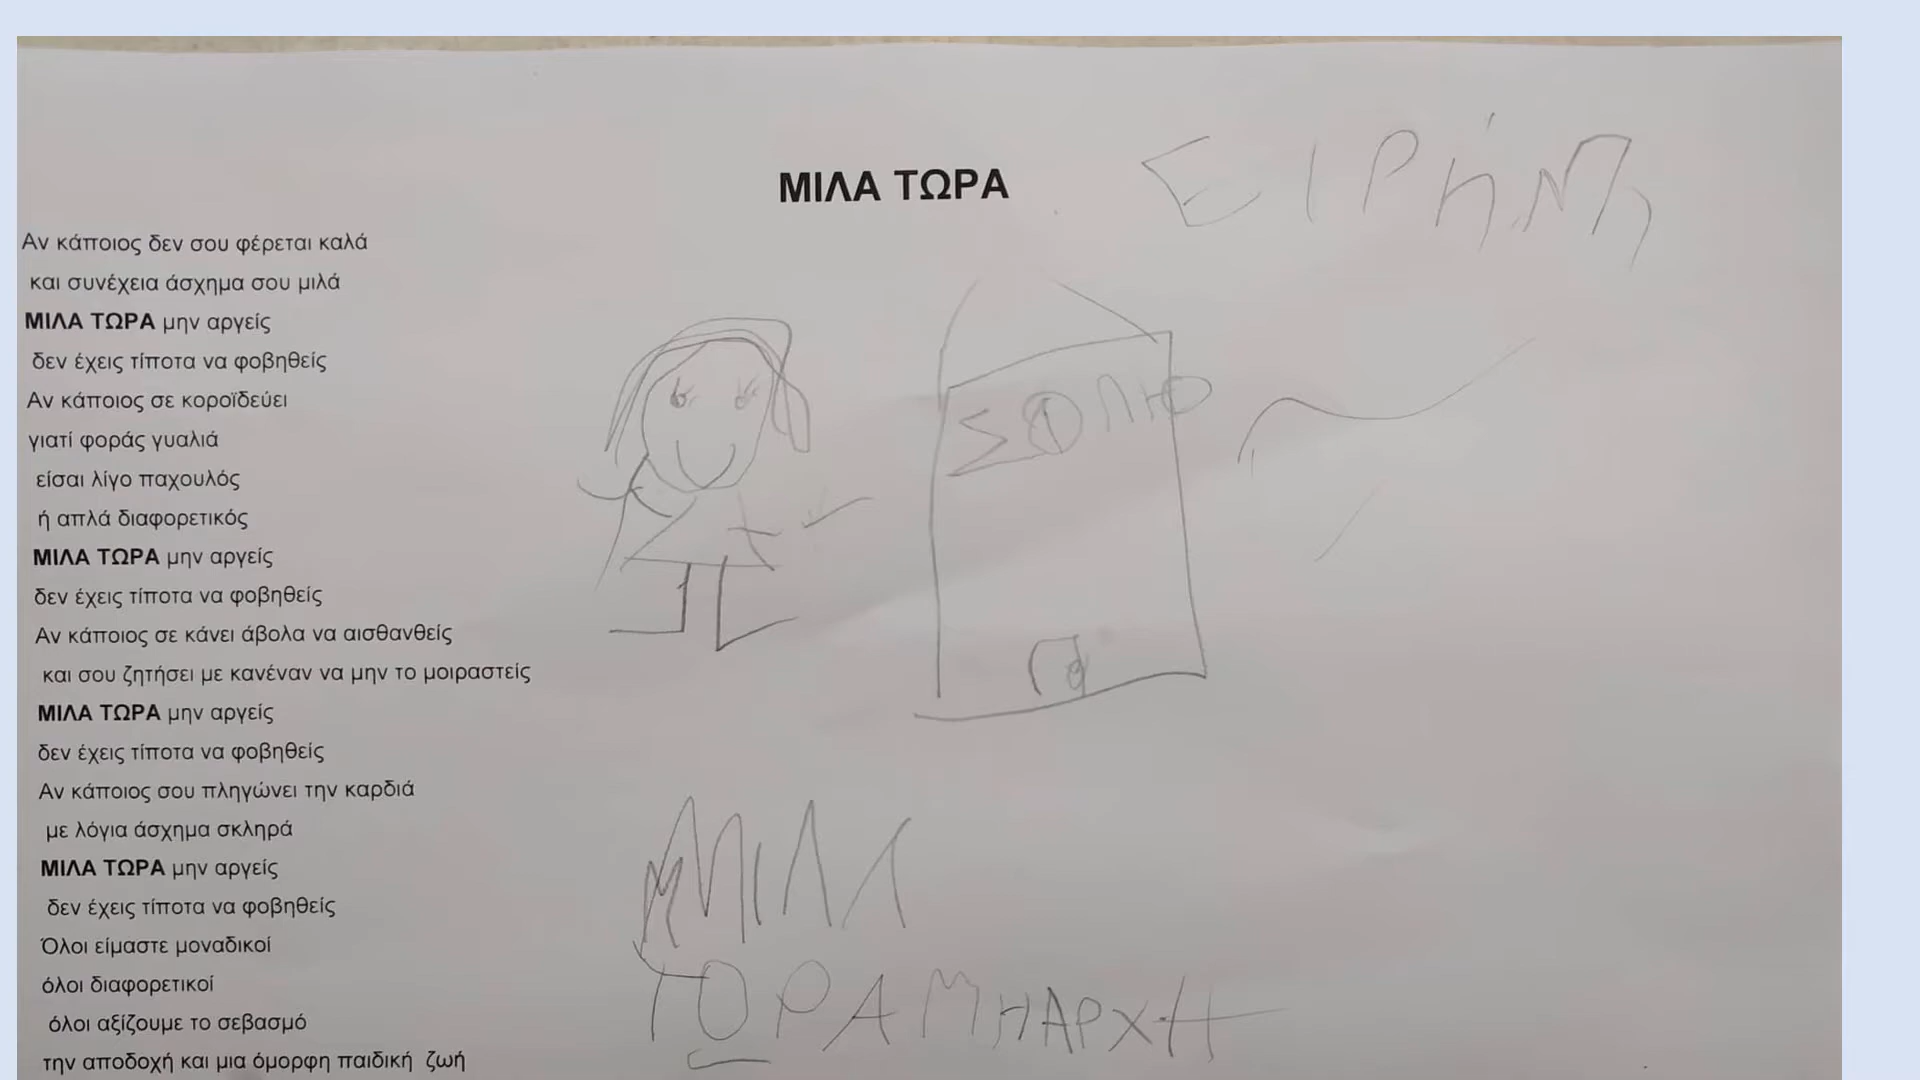 ΜΙΛΑ ΤΩΡΑ
ΕΙΡΉΝη
Αν κάποιος δεν σου φέρεται καλά
και συνέχεια άσχημα σου μιλά
ΜΙΛΑ ΤΩΡΑ μην αργείς
δεν έχεις τίποτα να φοβηθείς
Αν κάποιος σε κοροϊδεύει
γιατί φοράς γυαλιά
είσαι λίγο παχουλός
ή απλά διαφορετικός
ΜΙΛΑ ΤΩΡΑ μην αργείς
δεν έχεις τίποτα να φοβηθείς
Αν κάποιος σε κάνει άβολα να αισθανθείς
και σου ζητήσει με κανέναν να μην το μοιραστείς
ΜΙΛΑ ΤΩΡΑ μην αργείς
δεν έχεις τίποτα να φοβηθείς
Αν κάποιος σου πληγώνει την καρδιά
με λόγια άσχημα σκληρά
ΜΙΛΑ ΤΩΡΑ μην αργείς
δεν έχεις τίποτα να φοβηθείς
Όλοι είμαστε μοναδικοί
όλοι διαφορετικοί
όλοι αξίζουμε το σεβασμό
την αποδοχή και μια όμορφη παιδική ζωή
ΜΙΛΑ
ΤΩΡΑ ΜΗ ΑΡΧΗ